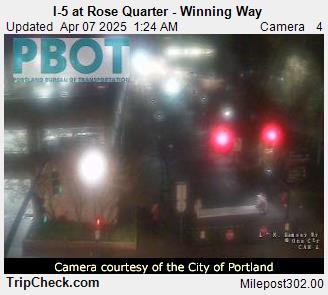 I-5 at Rose Quarter - Winning Way
Updated Apr 07 2025 1:24 AM Camera 4
PBOT
PORTLAND BUREAU OF TRANSPORTATION
Camera courtesy of the City of Portland
TripCheck.com Milepost302.00